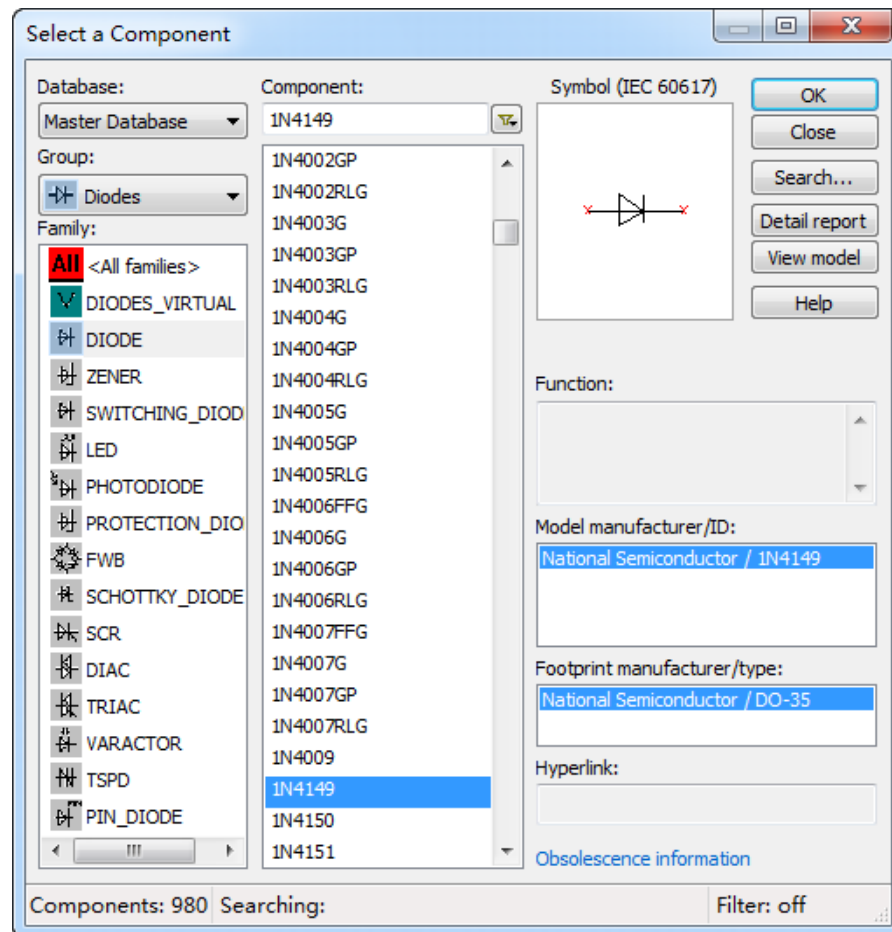 Select a Component
Database:
Master Database
Group:
Diodes
Family:
All <All families>
DIODES_VIRTUAL
DIODE
ZENER
SWITCHING_DIOD
LED
PHOTODIODE
PROTECTION_DIO
FWB
SCHOTTKY_DIODE
SCR
DIAC
TRIAC
VARACTOR
TSPD
PIN_DIODE
Component:
1N4149
1N4002GP
1N4002RLG
1N4003G
1N4003GP
1N4003RLG
1N4004G
1N4004GP
1N4004RLG
1N4005G
1N4005GP
1N4005RLG
1N4006FFG
1N4006G
1N4006GP
1N4006RLG
1N4007FFG
1N4007G
1N4007GP
1N4007RLG
1N4009
1N4149
1N4150
1N4151
Symbol (IEC 60617)
OK
Close
Search...
Detail report
View model
Help
Function:
Model manufacturer/ID:
National Semiconductor / 1N4149
Footprint manufacturer/type:
National Semiconductor / DO-35
Hyperlink:
Obsolescence information
Components: 980 Searching: Filter: off